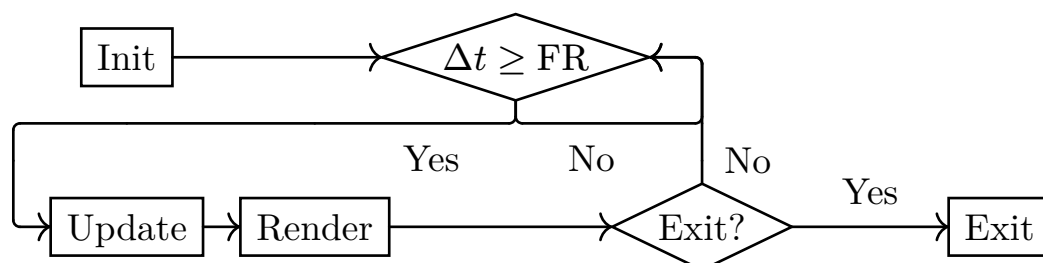 Init
Δt ≥ FR
Yes
No
No
Yes
Update
Render
Exit?
Exit